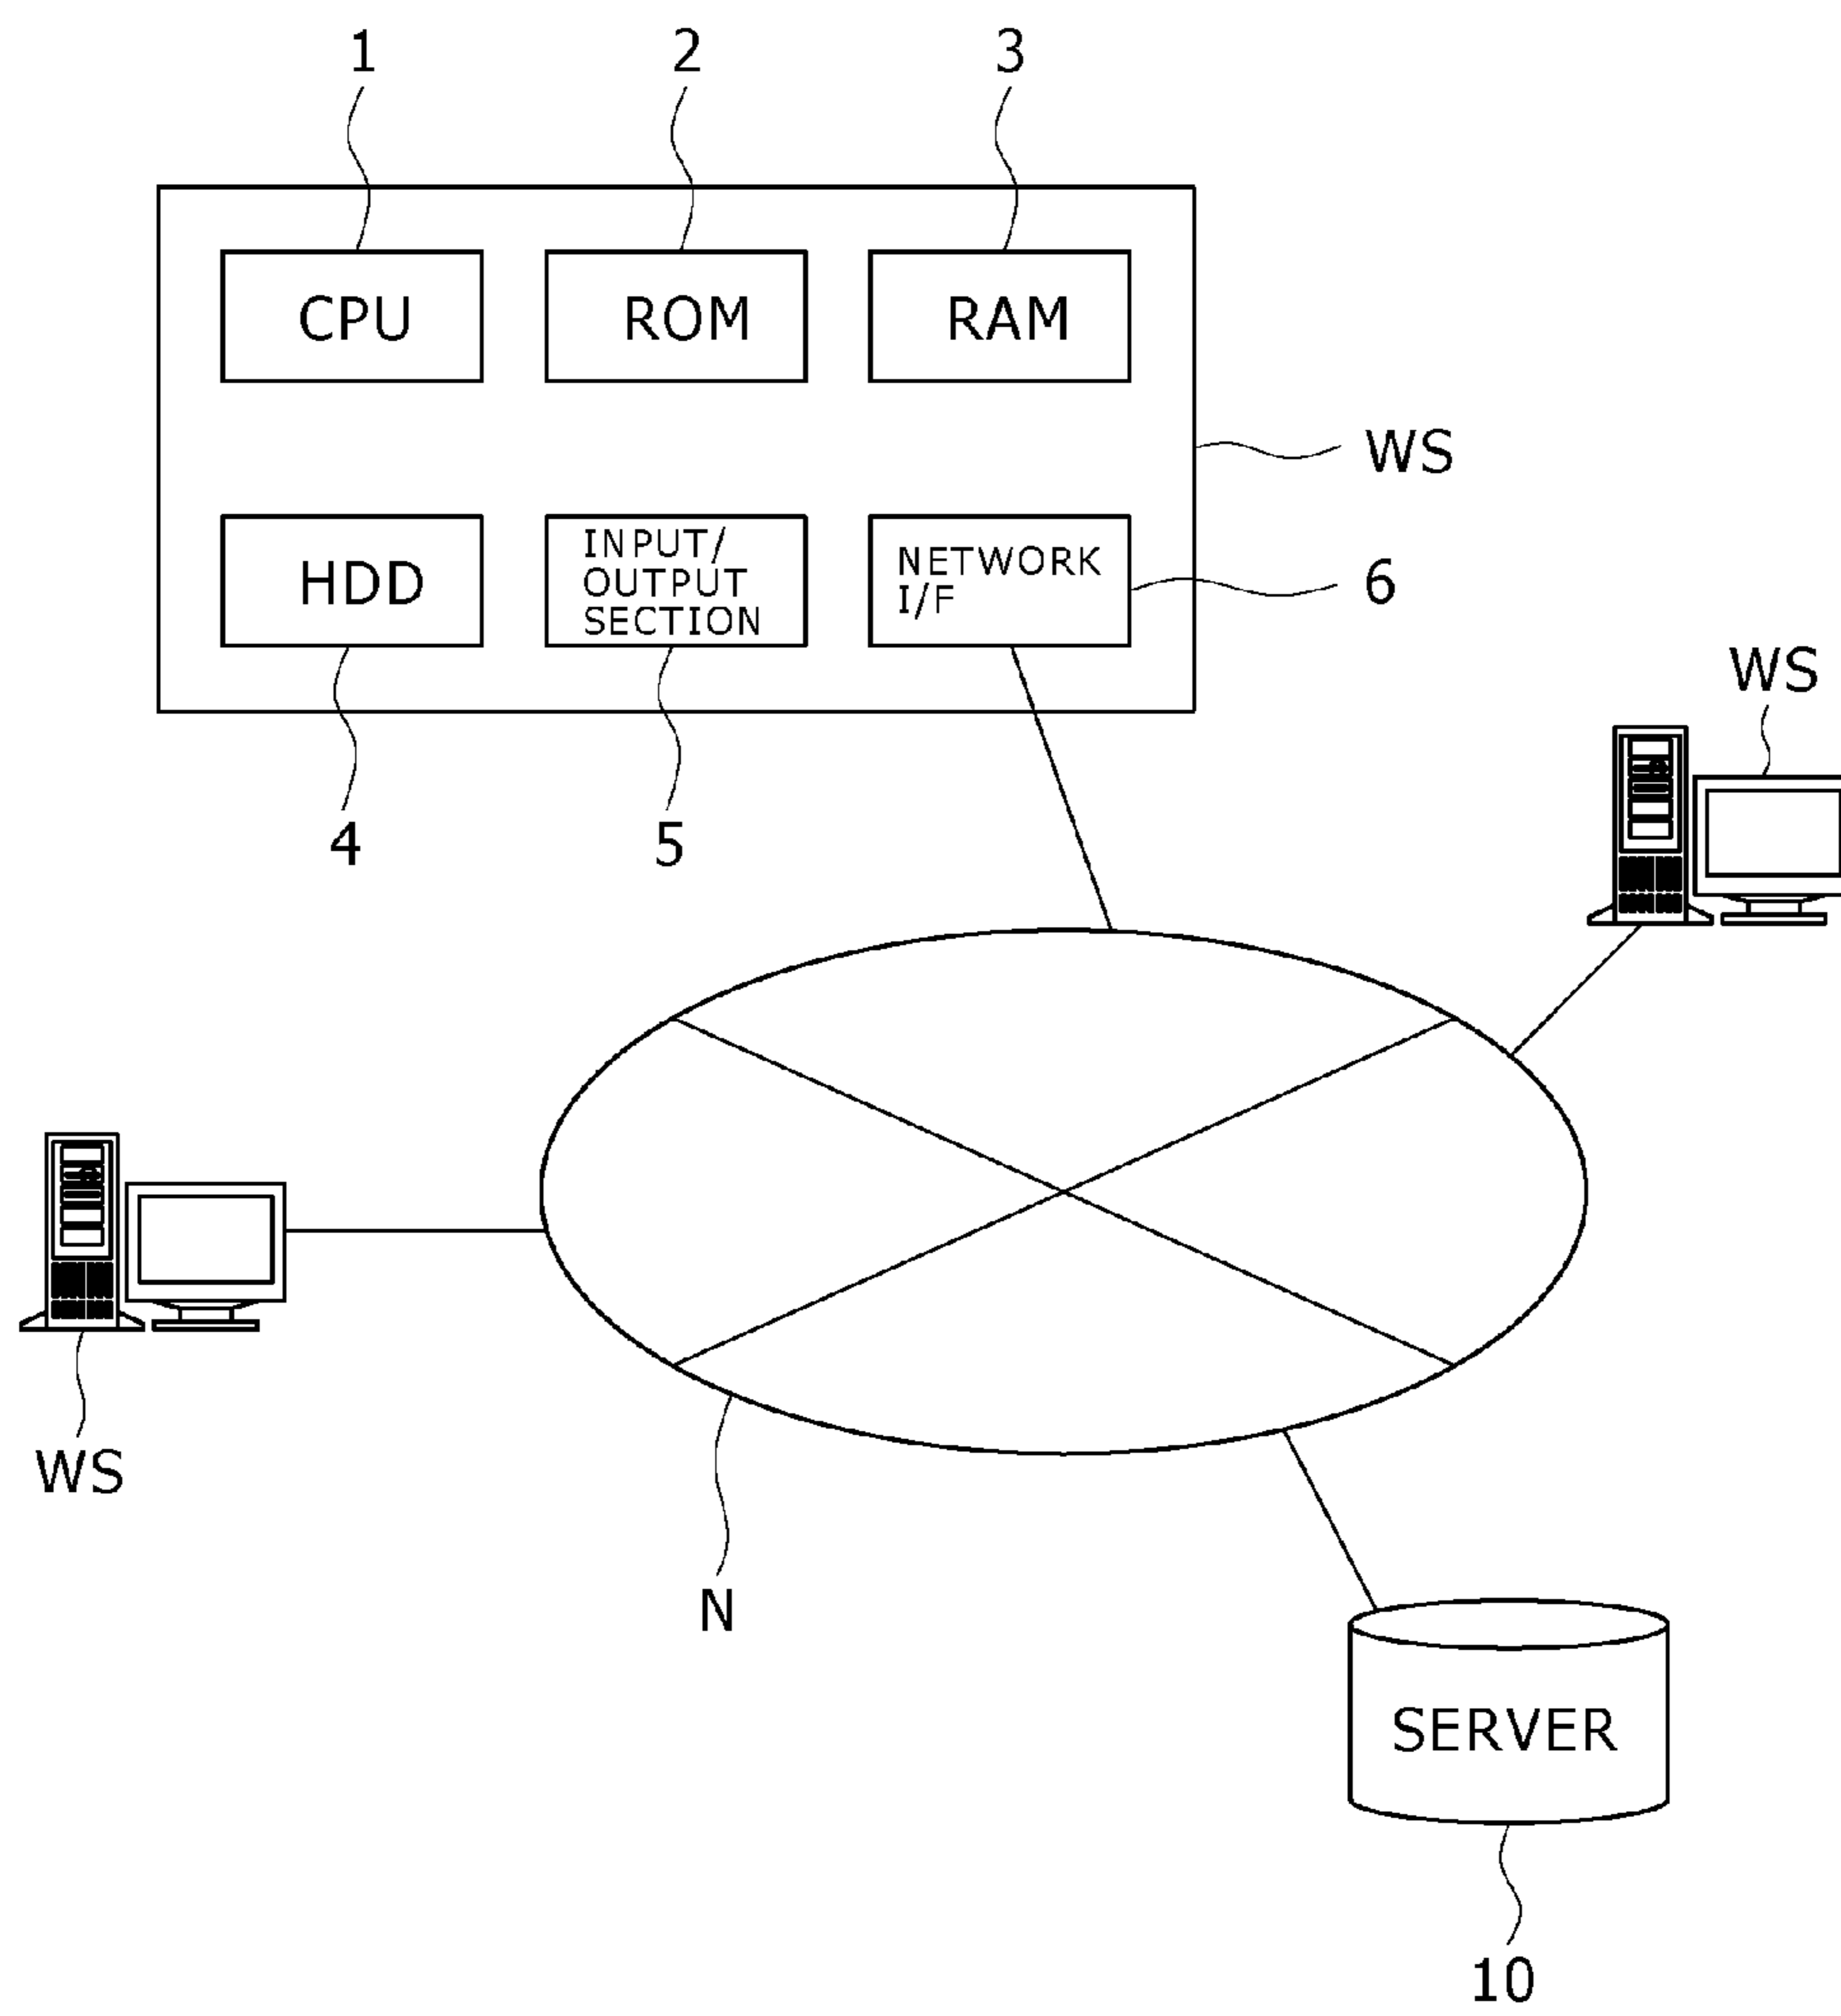 1
2
3
CPU
ROM
RAM
WS
HDD
INPUT/
OUTPUT
SECTION
NETWORK
I/F
6
WS
4
5
WS
N
SERVER
10